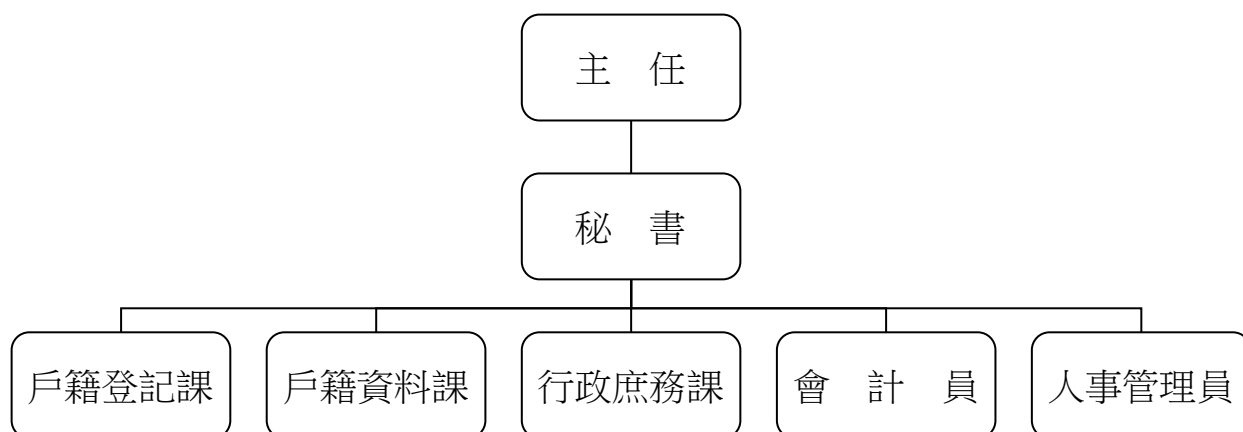 主　任
秘　書
戶籍登記課
戶籍資料課
行政庶務課
會　計　員
人事管理員